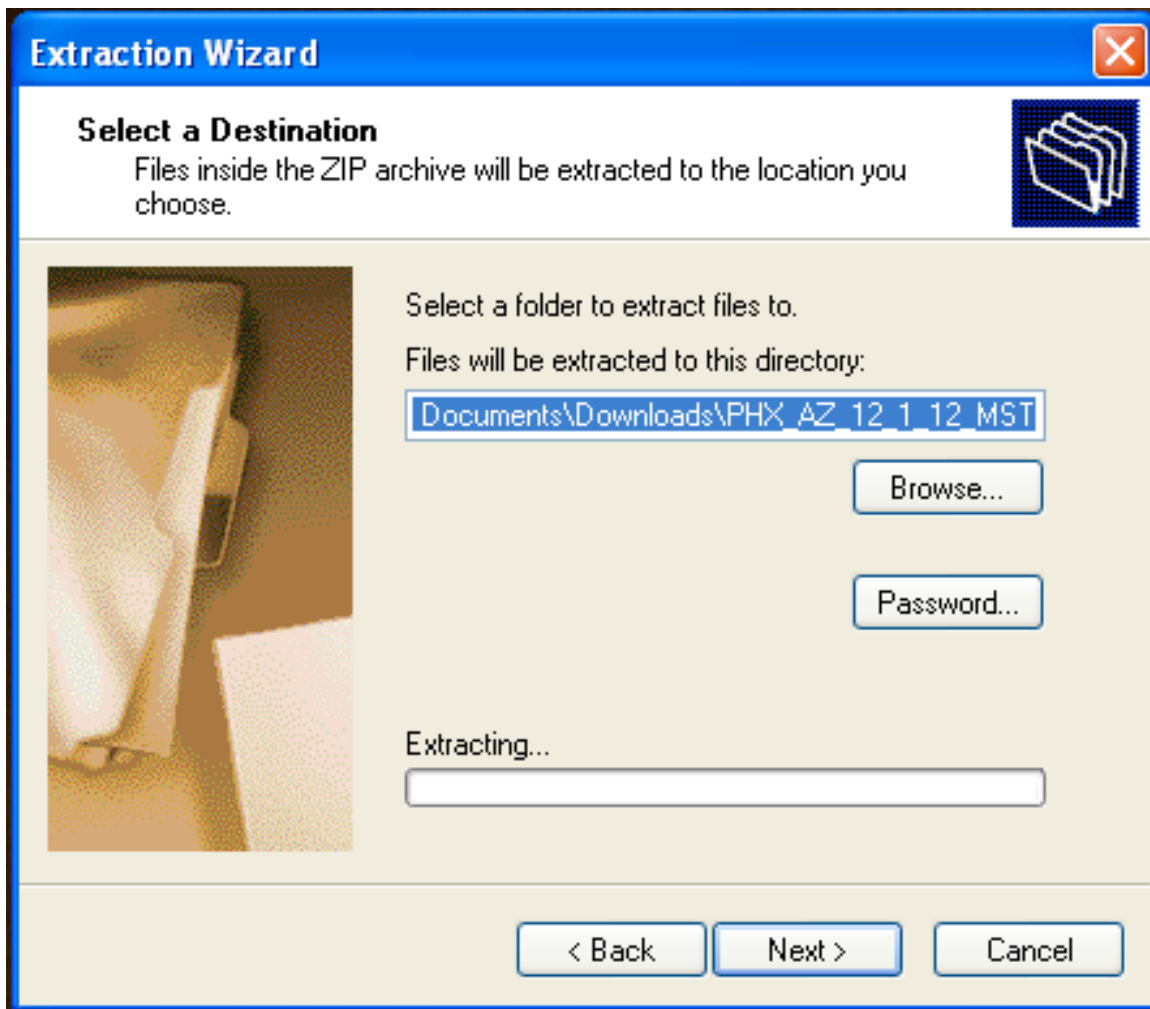 Extraction Wizard
Select a Destination
Files inside the ZIP archive will be extracted to the location you
choose.
Select a folder to extract files to.
Files will be extracted to this directory:
Documents\Downloads\PHX_AZ_12_1_12_MST
Browse...
Password...
Extracting...
< Back
Next >
Cancel